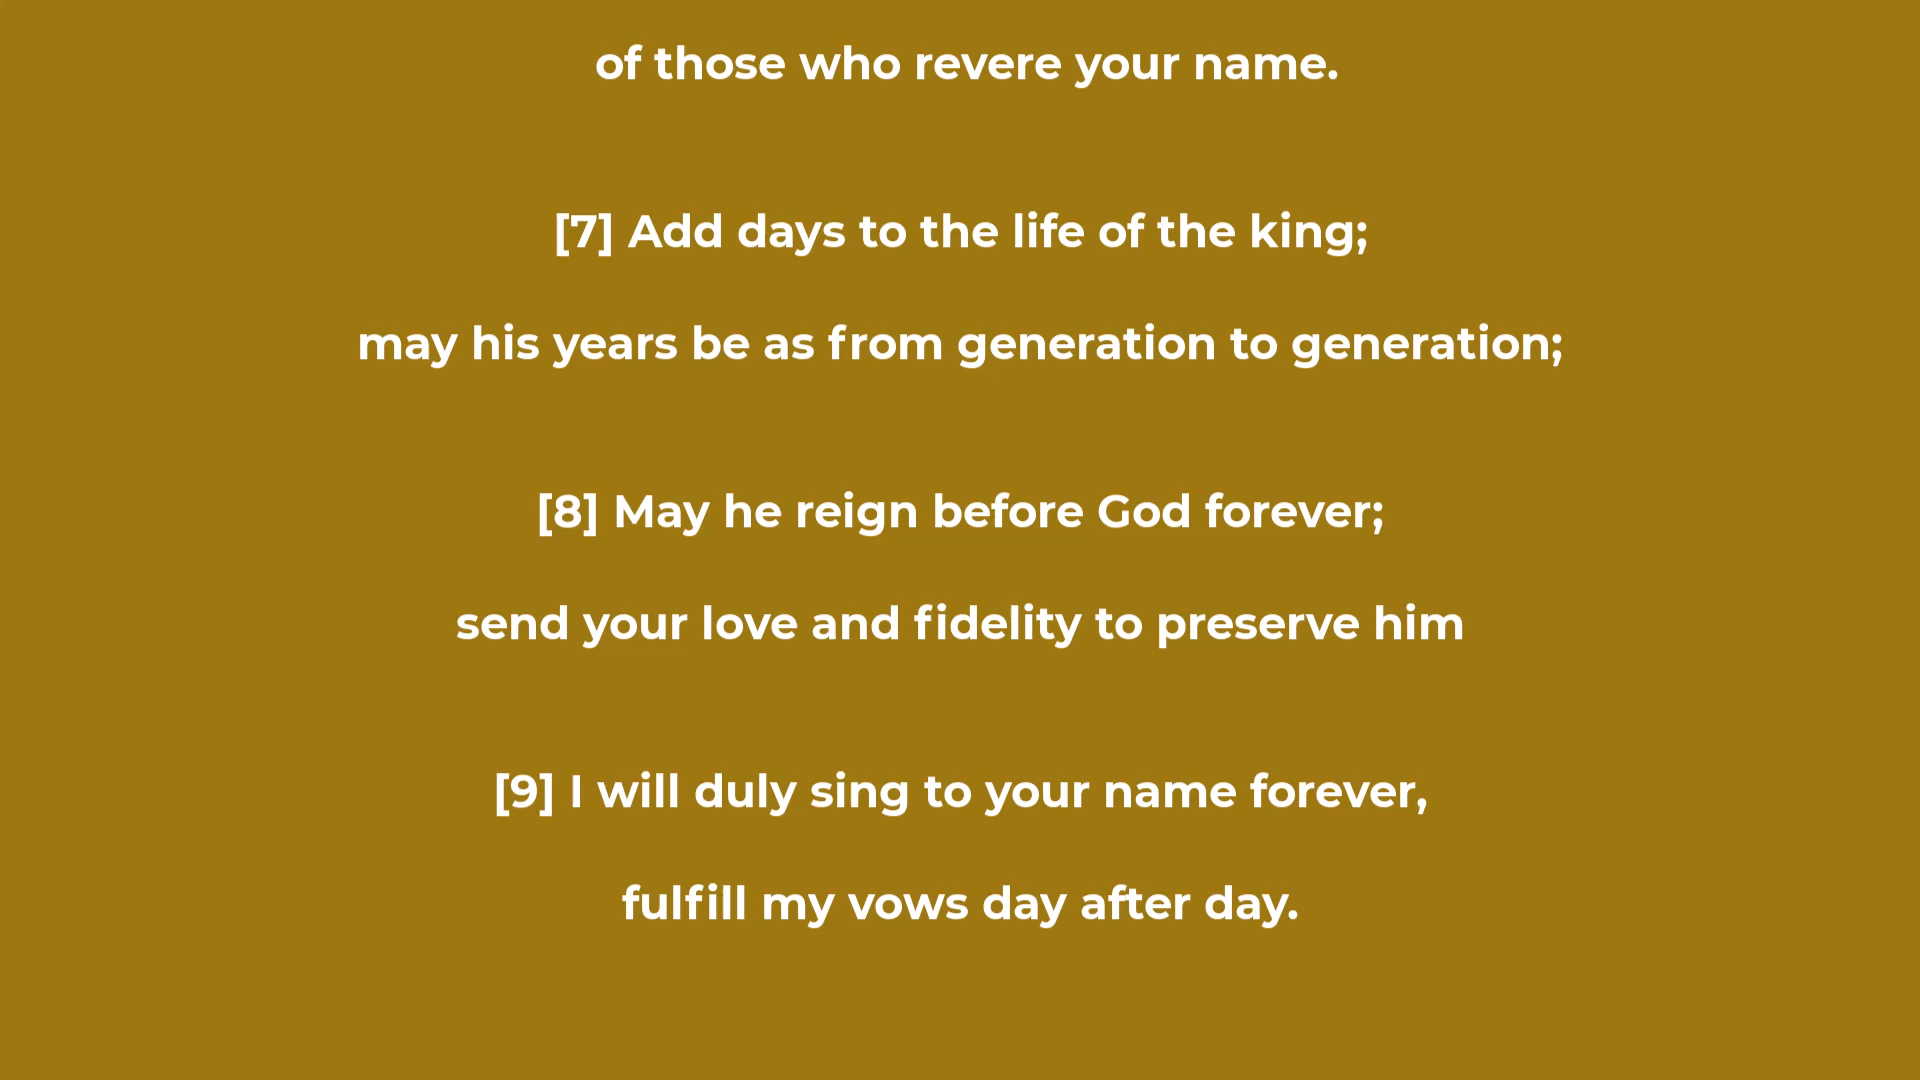 of those who revere your name.
[7] Add days to the life of the king;
may his years be as from generation to generation;
[8] May he reign before God forever;
send your love and fidelity to preserve him
[9] I will duly sing to your name forever,
fulfill my vows day after day.